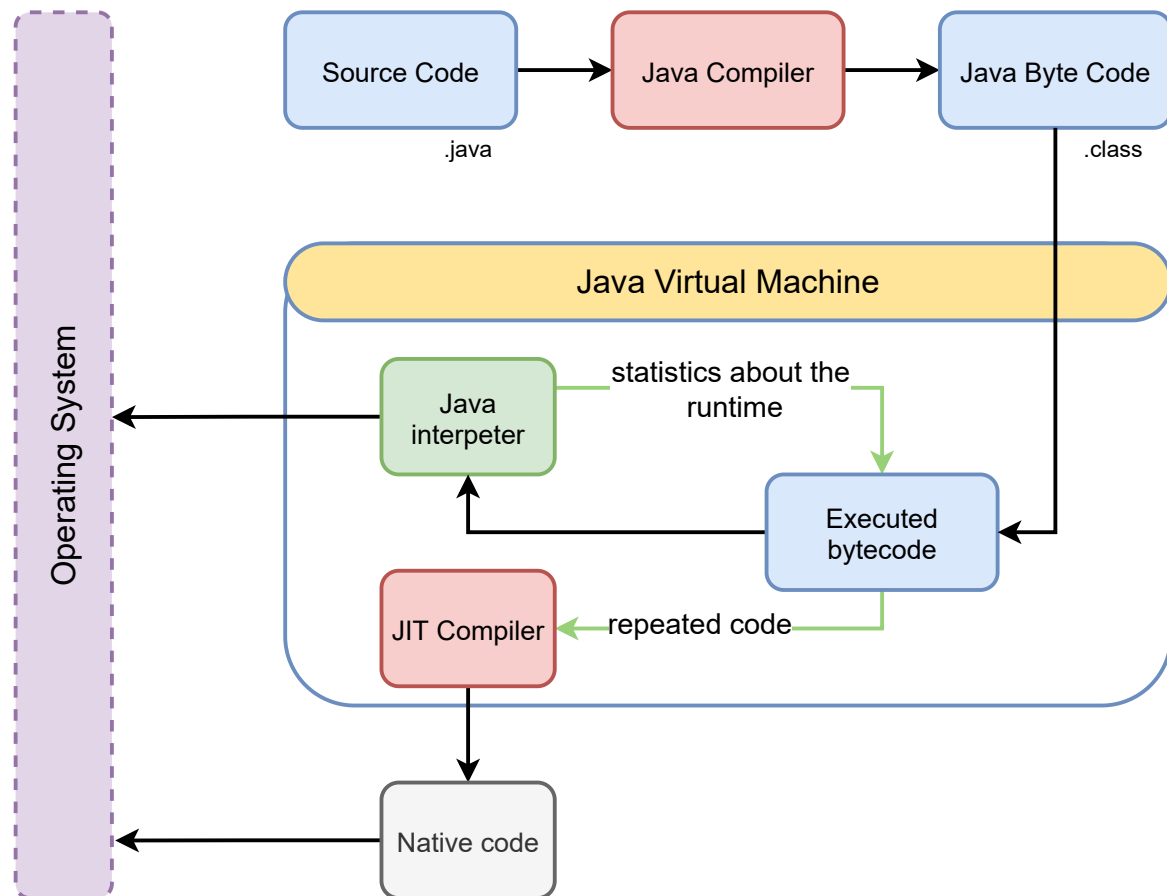 Source Code
Java Compiler
Java Byte Code
.java
.class
Java Virtual Machine
Operating System
statistics about the
runtime
Java
interpeter
Executed
bytecode
JIT Compiler
repeated code
Native code